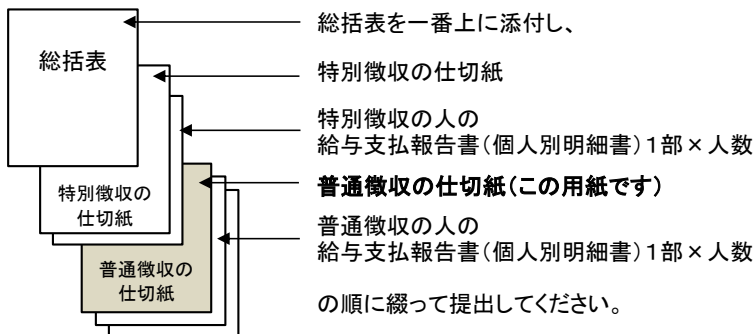 総括表
特別徴収の
仕切紙
普通徴収の
仕切紙
総括表を一番上に添付し、
特別徴収の仕切紙
特別徴収の人の
給与支払報告書(個人別明細書)1部×人数
普通徴収の仕切紙(この用紙です)
普通徴収の人の
給与支払報告書(個人別明細書)1部×人数
の順に綴って提出してください。